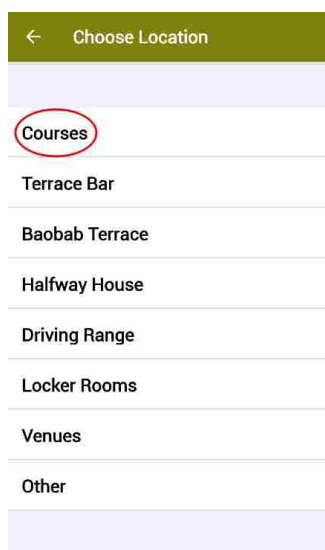 Choose Location
Courses
Terrace Bar
Baobab Terrace
Halfway House
Driving Range
Locker Rooms
Venues
Other